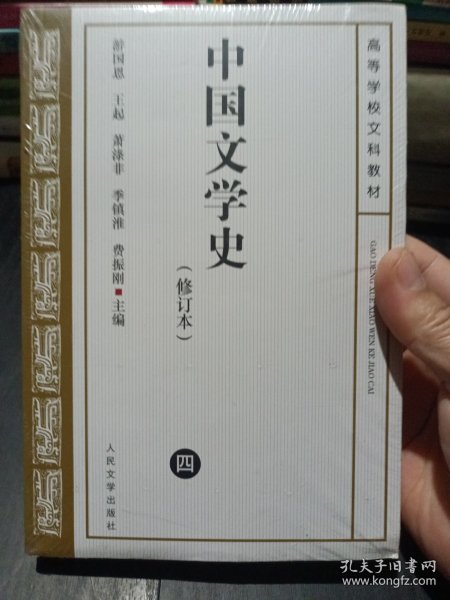 高等学校文科教材
GAO DENG XUE XIAO WEN KE JIAO CAI
中国文学史
(修订本)
四
游国恩 王起 萧涤非 季镇淮 费振刚■主编
人民文学出版社
孔夫子旧书网
www.kongfz.com